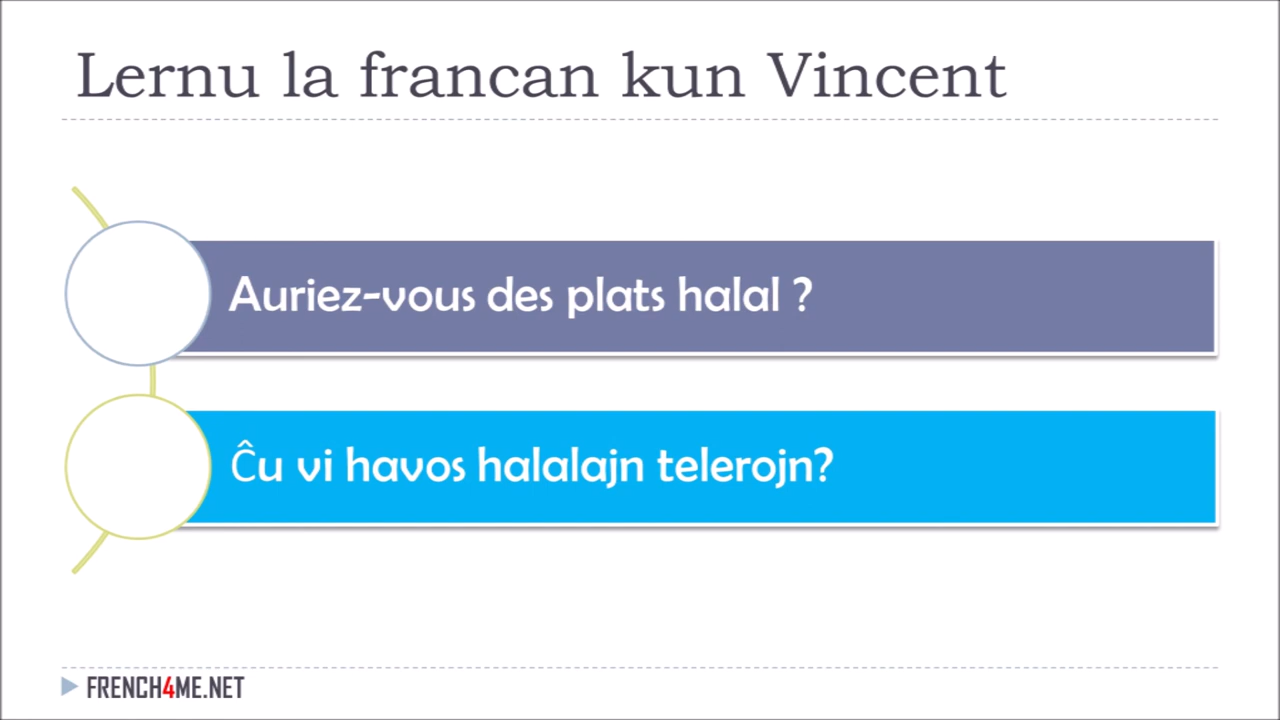 Lernu la francan kun Vincent
Auriez-vous des plats halal ?
Ĉu vi havos halalajn telerojn?
FRENCH4ME.NET